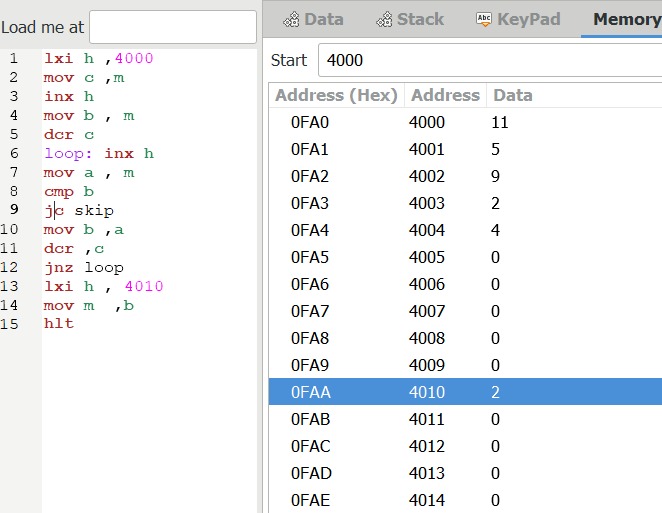 Load me at
1 lxi h ,4000
2 mov c ,m
3 inx h
4 mov b , m
5 dcr c
6 loop: inx h
7 mov a , m
8 cmp b
9 jc skip
10 mov b ,a
11 dcr ,c
12 jnz loop
13 lxi h , 4010
14 mov m ,b
15 hlt
Data Stack Abc KeyPad Memory
Start 4000
Address (Hex) Address Data
0FA0 4000 11
0FA1 4001 5
0FA2 4002 9
0FA3 4003 2
0FA4 4004 4
0FA5 4005 0
0FA6 4006 0
0FA7 4007 0
0FA8 4008 0
0FA9 4009 0
0FAA 4010 2
0FAB 4011 0
0FAC 4012 0
0FAD 4013 0
0FAE 4014 0